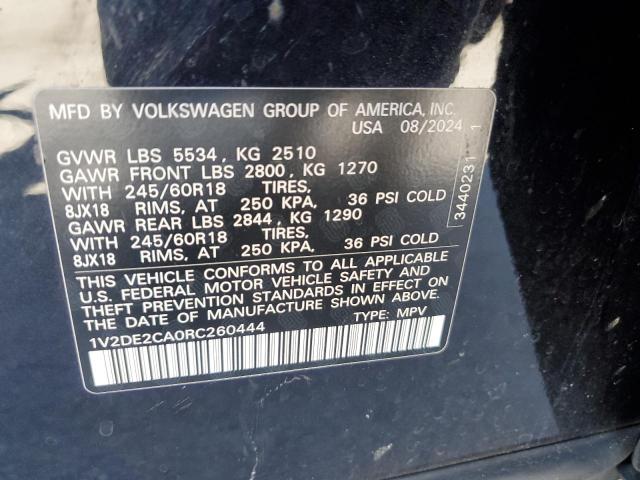 MFD BY VOLKSWAGEN GROUP OF AMERICA, INC.
USA 08/2024
GVWR LBS 5534, KG 2510
GAWR FRONT LBS 2800, KG 1270
WITH 245/60R18 TIRES,
8JX18 RIMS, AT 250 KPA, 36 PSI COLD
GAWR REAR LBS 2844, KG 1290
WITH 245/60R18 TIRES,
8JX18 RIMS, AT 250 KPA, 36 PSI COLD
THIS VEHICLE CONFORMS TO ALL APPLICABLE
U.S. FEDERAL MOTOR VEHICLE SAFETY AND
THEFT PREVENTION STANDARDS IN EFFECT ON
THE DATE OF MANUFACTURE SHOWN ABOVE.
1V2DE2CA0RC260444 TYPE: MPV
3440231 1